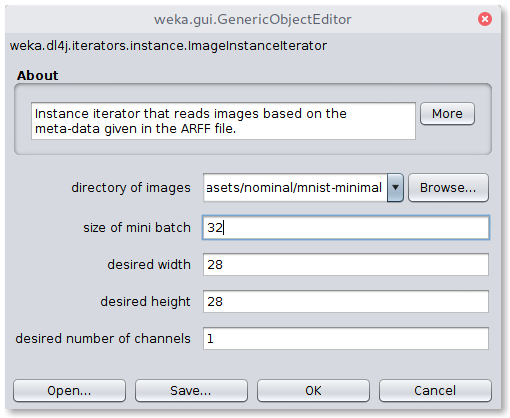 weka.gui.GenericObjectEditor
weka.dl4j.iterators.instance.ImageInstanceIterator
About
Instance iterator that reads images based on the
meta-data given in the ARFF file.
More
directory of images
asets/nominal/mnist-minimal
Browse...
size of mini batch
32
desired width
28
desired height
28
desired number of channels
1
Open...
Save...
OK
Cancel